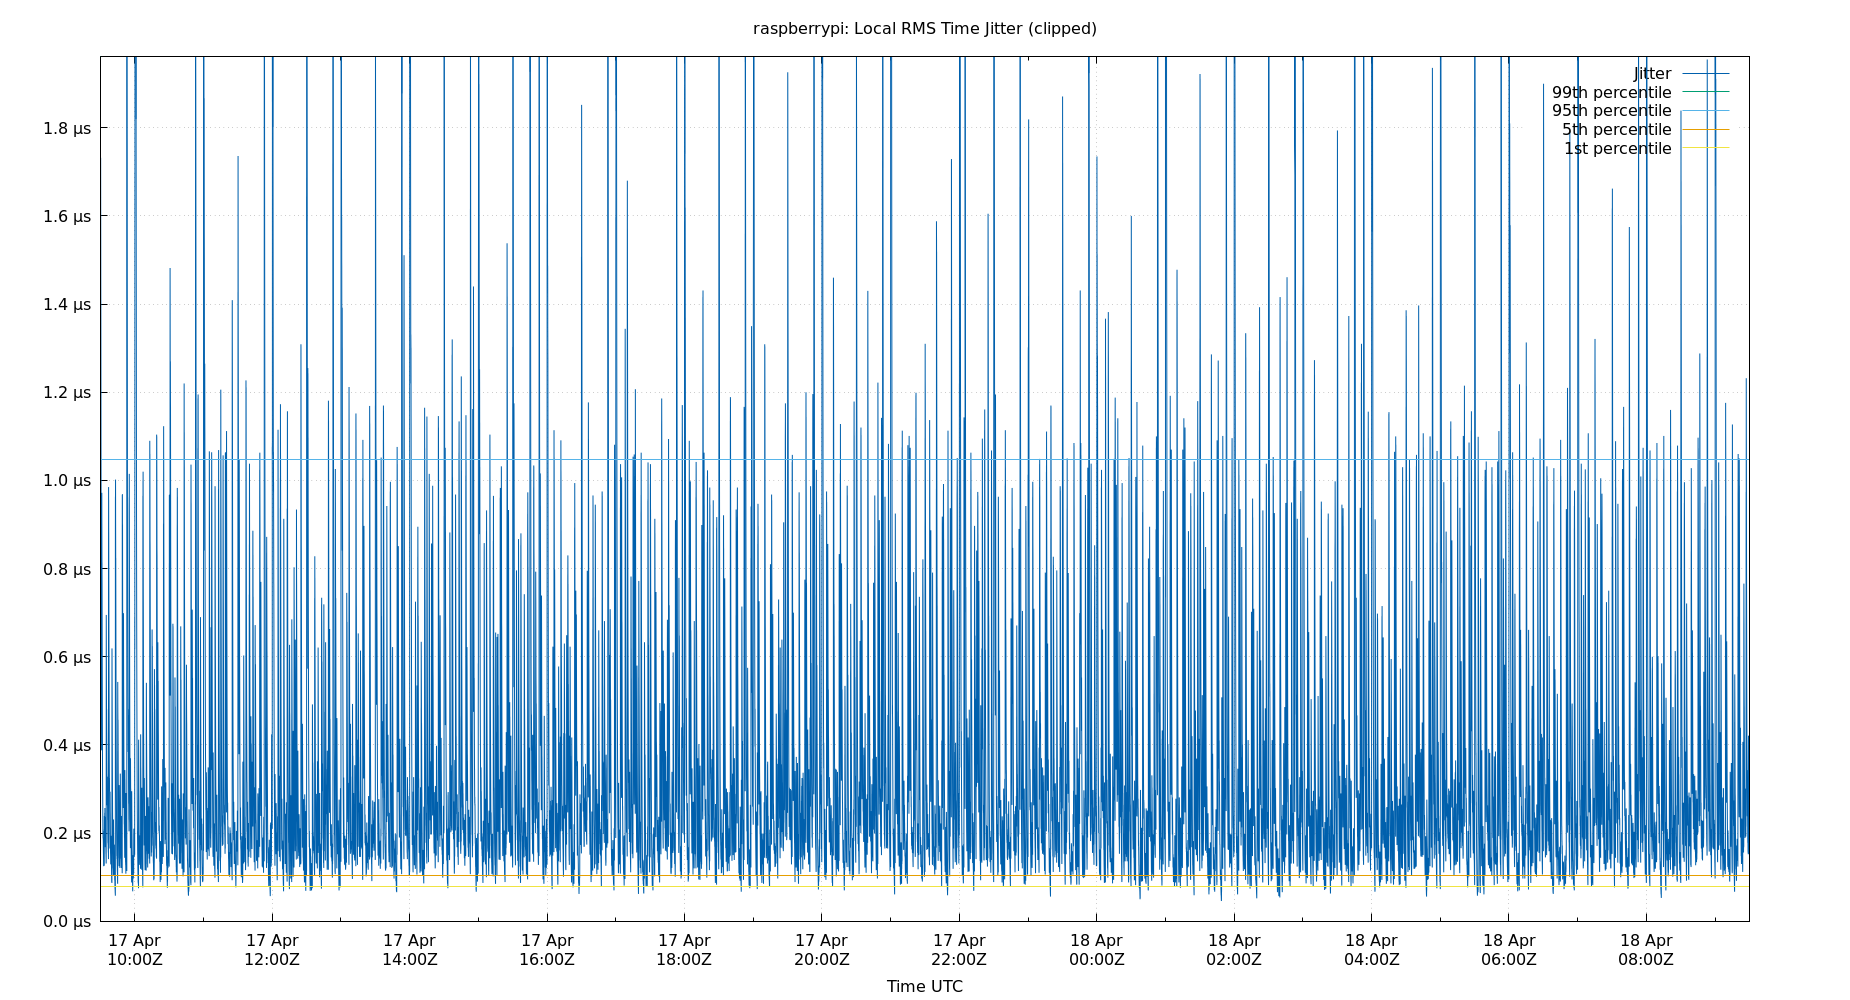 raspberrypi: Local RMS Time Jitter (clipped)
Jitter
99th percentile
95th percentile
5th percentile
1st percentile
1.8 µs
1.6 µs
1.4 µs
1.2 µs
1.0 µs
0.8 µs
0.6 µs
0.4 µs
0.2 µs
0.0 µs
17 Apr 17 Apr 17 Apr 17 Apr 17 Apr 17 Apr 17 Apr 18 Apr 18 Apr 18 Apr 18 Apr 18 Apr
10:00Z 12:00Z 14:00Z 16:00Z 18:00Z 20:00Z 22:00Z 00:00Z 02:00Z 04:00Z 06:00Z 08:00Z
Time UTC